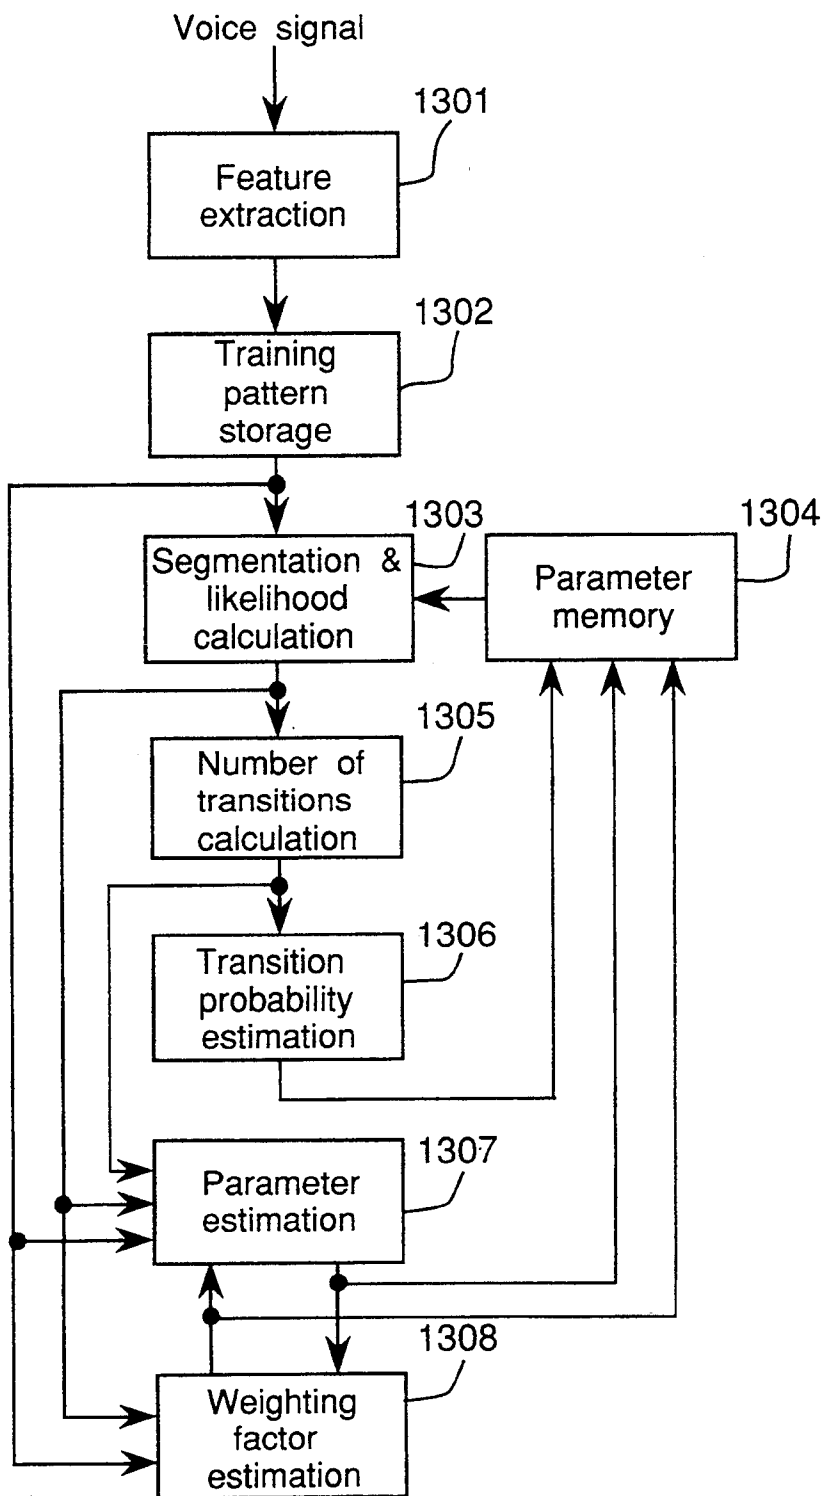 Voice signal
1301
Feature
extraction
1302
Training
pattern
storage
1303
1304
Segmentation &
likelihood
calculation
Parameter
memory
1305
Number of
transitions
calculation
1306
Transition
probability
estimation
1307
Parameter
estimation
1308
Weighting
factor
estimation